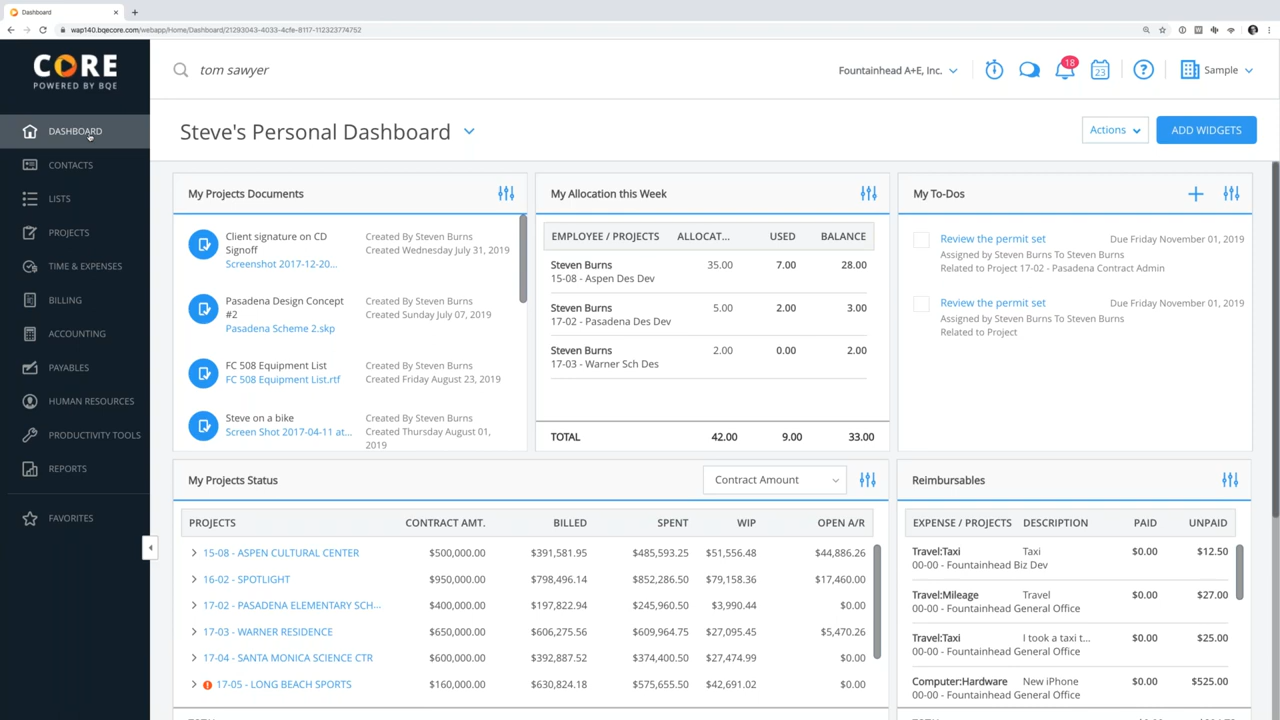 Dashboard
wap140.bqecore.com/webapp/Home/Dashboard/21293043-4033-4cfe-8117-112323774752
CORE
POWERED BY BQE
tom sawyer
Fountainhead A+E, Inc.
18
23
Sample
DASHBOARD
CONTACTS
LISTS
PROJECTS
TIME & EXPENSES
BILLING
ACCOUNTING
PAYABLES
HUMAN RESOURCES
PRODUCTIVITY TOOLS
REPORTS
FAVORITES
Steve's Personal Dashboard
Actions
ADD WIDGETS
My Projects Documents
Client signature on CD
Signoff
Screenshot 2017-12-20...
Created By Steven Burns
Created Wednesday July 31, 2019
Pasadena Design Concept
#2
Pasadena Scheme 2.skp
Created By Steven Burns
Created Sunday July 07, 2019
FC 508 Equipment List
FC 508 Equipment List.rtf
Created By Steven Burns
Created Friday August 23, 2019
Steve on a bike
Screen Shot 2017-04-11 at...
Created By Steven Burns
Created Thursday August 01,
2019
My Allocation this Week
EMPLOYEE / PROJECTS ALLOCAT... USED BALANCE
Steven Burns 35.00 7.00 28.00
15-08 - Aspen Des Dev
Steven Burns 5.00 2.00 3.00
17-02 - Pasadena Des Dev
Steven Burns 2.00 0.00 2.00
17-03 - Warner Sch Des
TOTAL 42.00 9.00 33.00
My To-Dos
Review the permit set Due Friday November 01, 2019
Assigned by Steven Burns To Steven Burns
Related to Project 17-02 - Pasadena Contract Admin
Review the permit set Due Friday November 01, 2019
Assigned by Steven Burns To Steven Burns
Related to Project
My Projects Status
Contract Amount
PROJECTS CONTRACT AMT. BILLED SPENT WIP OPEN A/R
15-08 - ASPEN CULTURAL CENTER $500,000.00 $391,581.95 $485,593.25 $51,556.48 $44,886.26
16-02 - SPOTLIGHT $950,000.00 $798,496.14 $852,286.50 $79,158.36 $17,460.00
17-02 - PASADENA ELEMENTARY SCH... $400,000.00 $197,822.94 $245,960.50 $3,990.44 $0.00
17-03 - WARNER RESIDENCE $650,000.00 $606,275.56 $609,964.75 $27,095.45 $5,470.26
17-04 - SANTA MONICA SCIENCE CTR $600,000.00 $392,887.52 $374,400.50 $27,474.99 $0.00
17-05 - LONG BEACH SPORTS $160,000.00 $630,824.18 $575,655.50 $42,691.02 $0.00
Reimbursables
EXPENSE / PROJECTS DESCRIPTION PAID UNPAID
Travel:Taxi Taxi $0.00 $12.50
00-00 - Fountainhead Biz Dev
Travel:Mileage Travel $0.00 $27.00
00-00 - Fountainhead General Office
Travel:Taxi I took a taxi t... $0.00 $25.00
00-00 - Fountainhead General Office
Computer:Hardware New iPhone $0.00 $525.00
00-00 - Fountainhead General Office